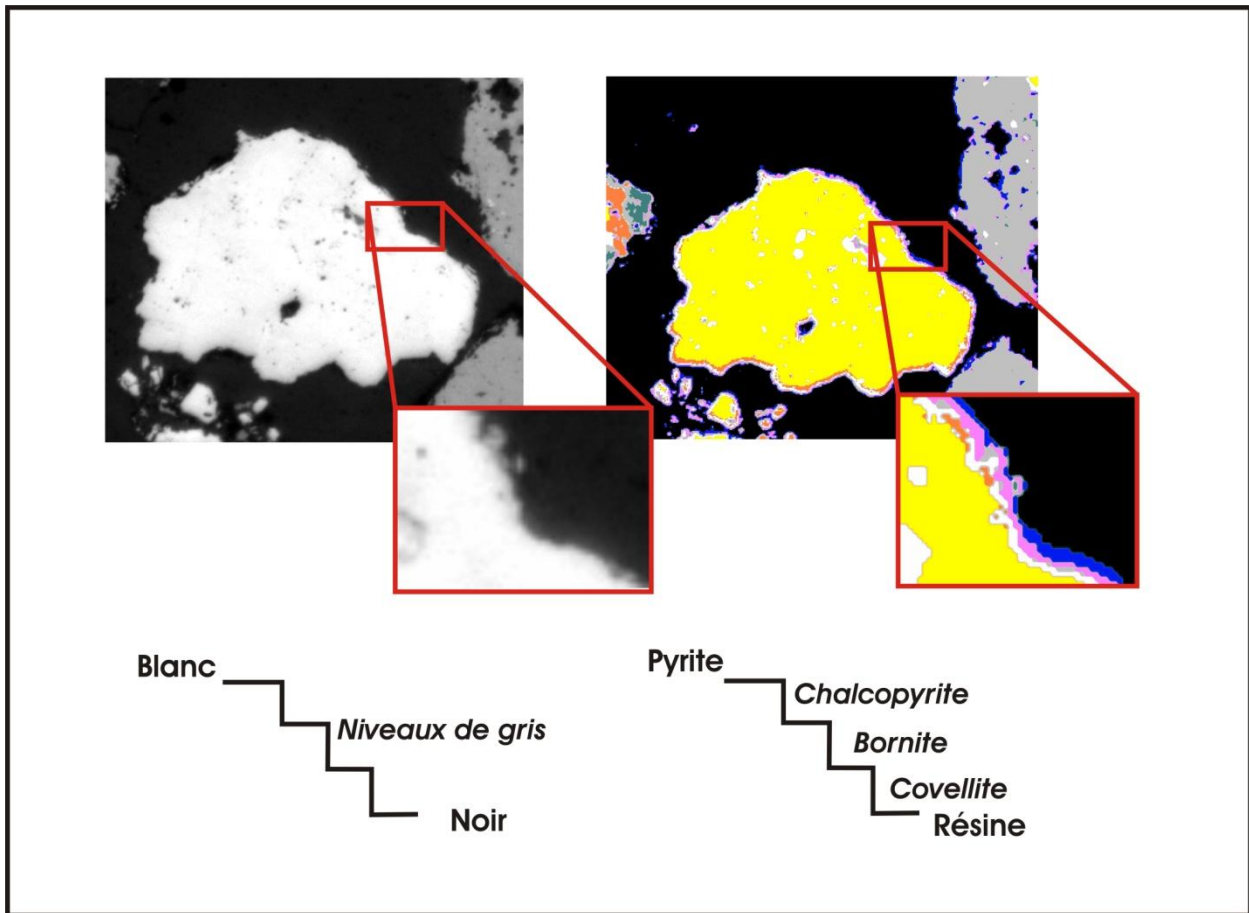 Blanc
Niveaux de gris
Noir
Pyrite
Chalcopyrite
Bornite
Covellite
Résine